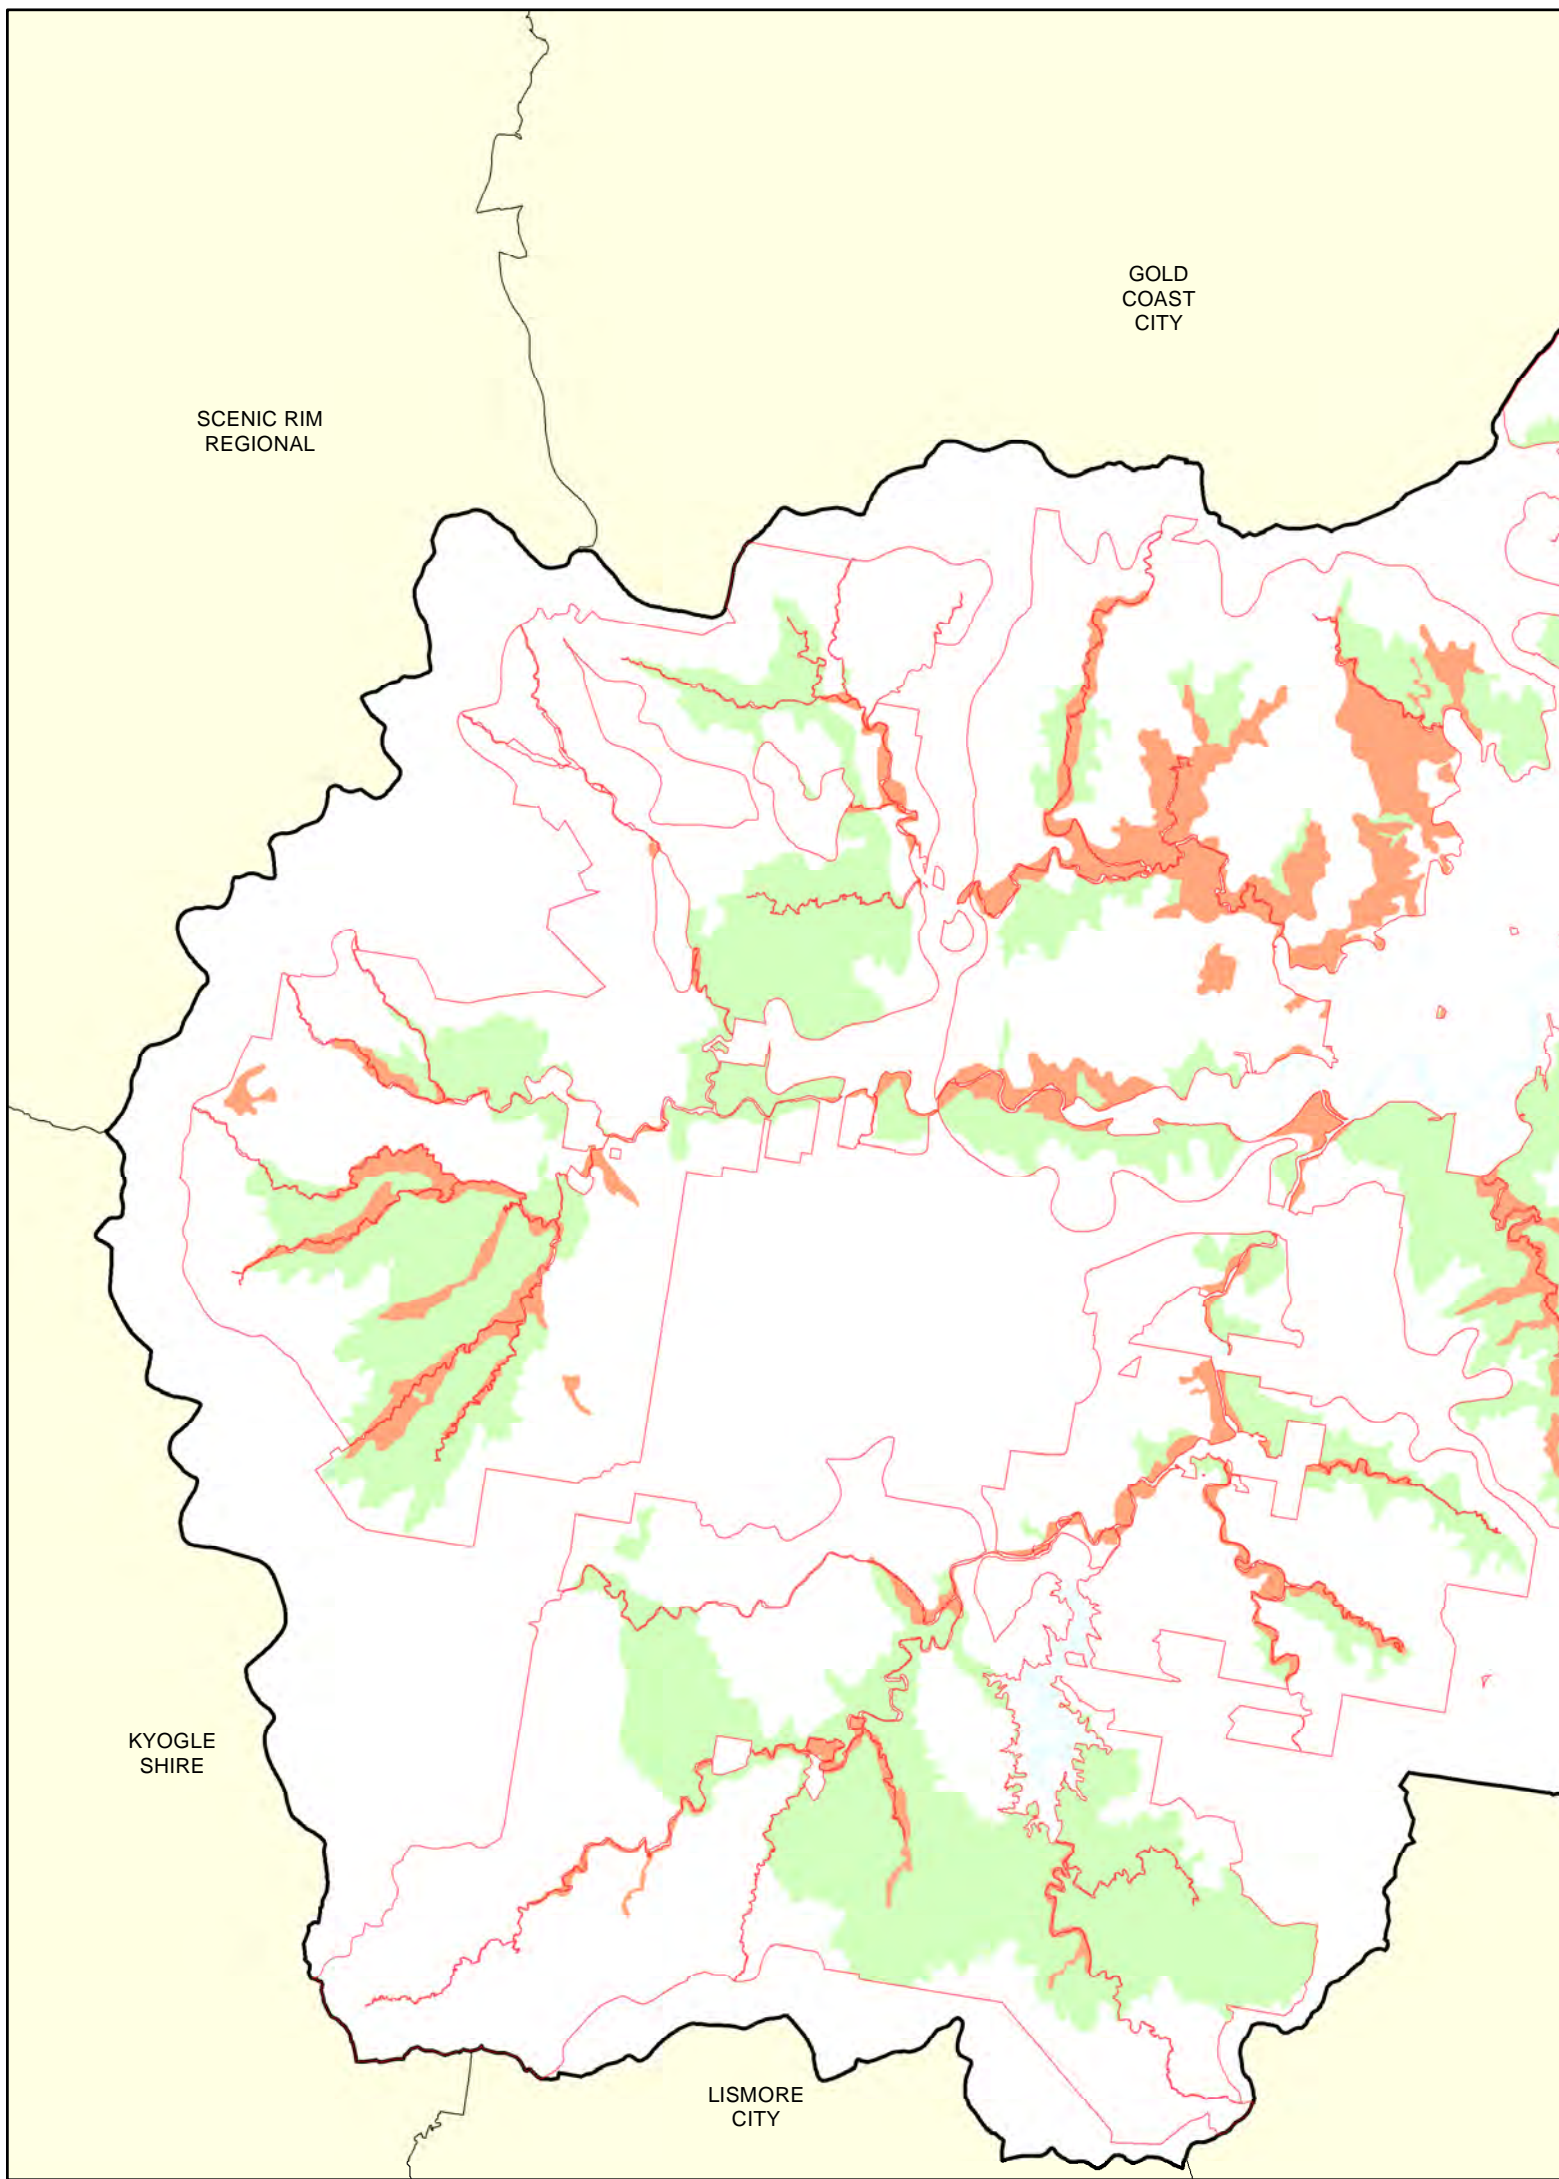 GOLD
COAST
CITY
SCENIC RIM
REGIONAL
KYOGLE
SHIRE
LISMORE
CITY